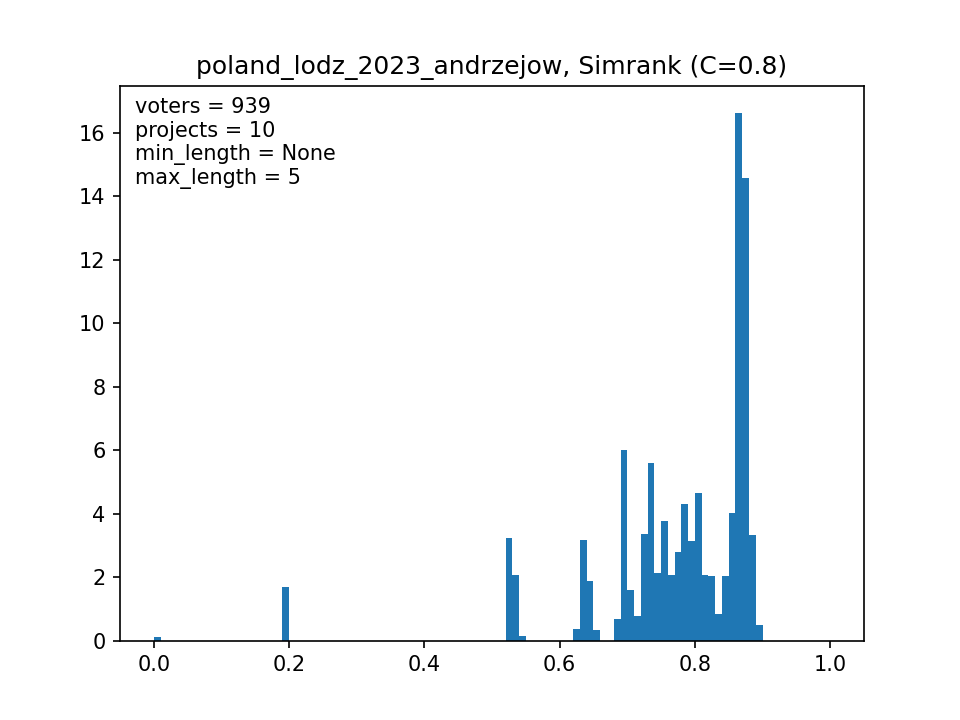 poland_lodz_2023_andrzejow, Simrank (C=0.8)
voters = 939
projects = 10
min_length = None
max_length = 5
16
14
12
10
8
6
4
2
0
0.0 0.2 0.4 0.6 0.8 1.0